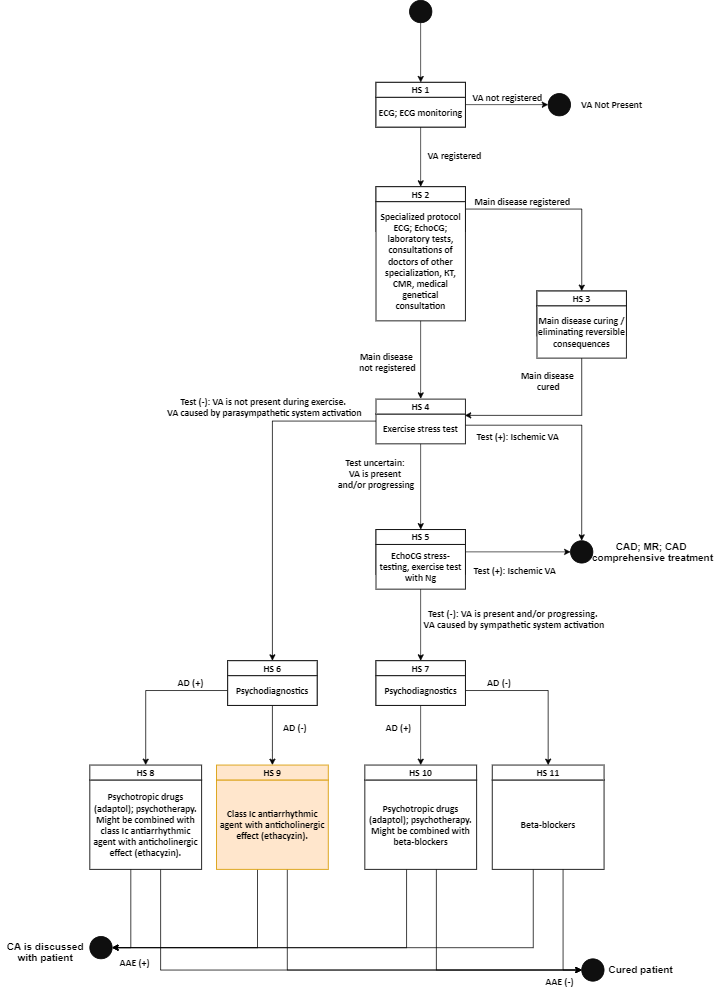 HS 1
ECG; ECG monitoring
VA not registered
VA Not Present
VA registered
HS 2
Specialized protocol
ECG; EchoCG;
laboratory tests,
consultations of
doctors of other
specialization, KT,
CMR, medical
genetical
consultation
Main disease registered
HS 3
Main disease curing /
eliminating reversible
consequences
Main disease
not registered
Main disease
cured
HS 4
Exercise stress test
Test (-): VA is not present during exercise.
VA caused by parasympathetic system activation
Test (+): Ischemic VA
Test uncertain:
VA is present
and/or progressing
HS 5
EchoCG stress-
testing, exercise test
with Ng
Test (+): Ischemic VA
CAD; MR; CAD
comprehensive treatment
Test (-): VA is present and/or progressing.
VA caused by sympathetic system activation
HS 6
Psychodiagnostics
HS 7
Psychodiagnostics
AD (+)
AD (-)
AD (+)
AD (-)
HS 8
Psychotropic drugs
(adaptol); psychotherapy.
Might be combined with
class Ic antiarrhythmic
agent with anticholinergic
effect (ethacyzin).
HS 9
Class Ic antiarrhythmic
agent with anticholinergic
effect (ethacyzin).
HS 10
Psychotropic drugs
(adaptol); psychotherapy.
Might be combined with
beta-blockers
HS 11
Beta-blockers
CA is discussed
with patient
AAE (+)
AAE (-)
Cured patient